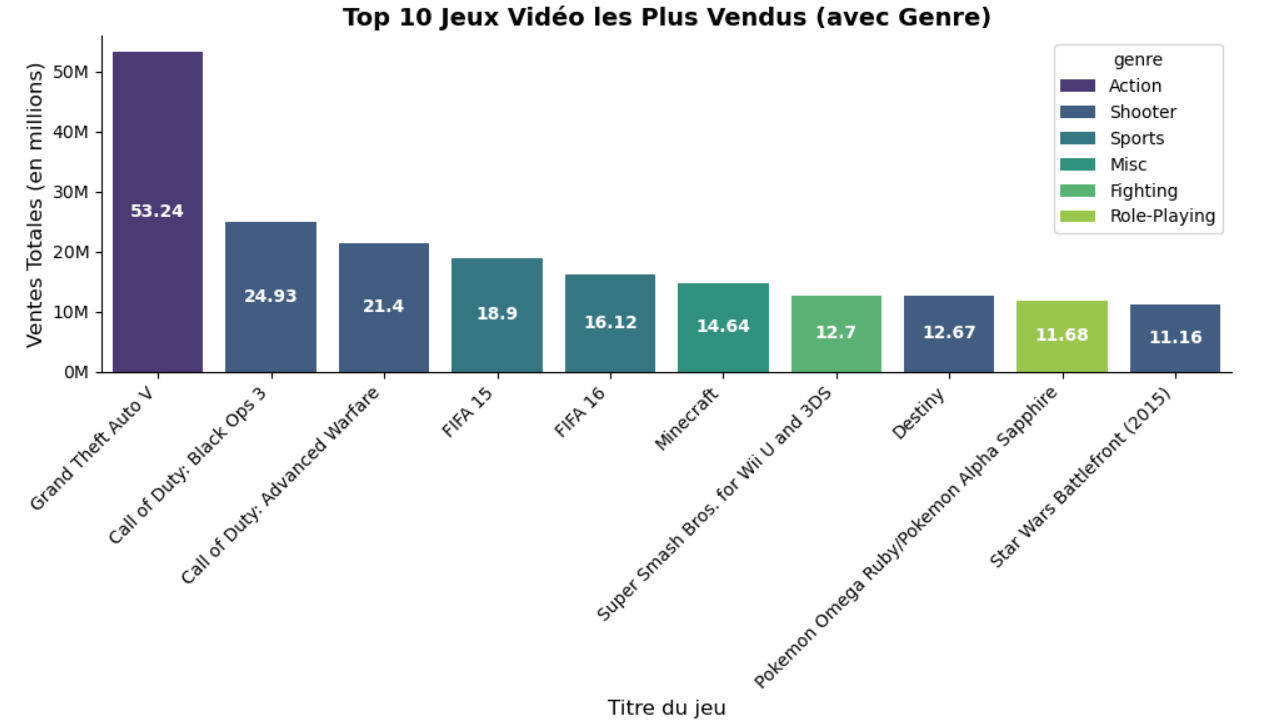 Top 10 Jeux Vidéo les Plus Vendus (avec Genre)
Ventes Totales (en millions)
50M
40M
30M
20M
10M
0M
genre
Action
Shooter
Sports
Misc
Fighting
Role-Playing
53.24
24.93
21.4
18.9
16.12
14.64
12.7
12.67
11.68
11.16
Grand Theft Auto V
Call of Duty: Black Ops 3
Call of Duty: Advanced Warfare
FIFA 15
FIFA 16
Minecraft
Super Smash Bros. for Wii U and 3DS
Destiny
Pokemon Omega Ruby/Pokemon Alpha Sapphire
Star Wars Battlefront (2015)
Titre du jeu